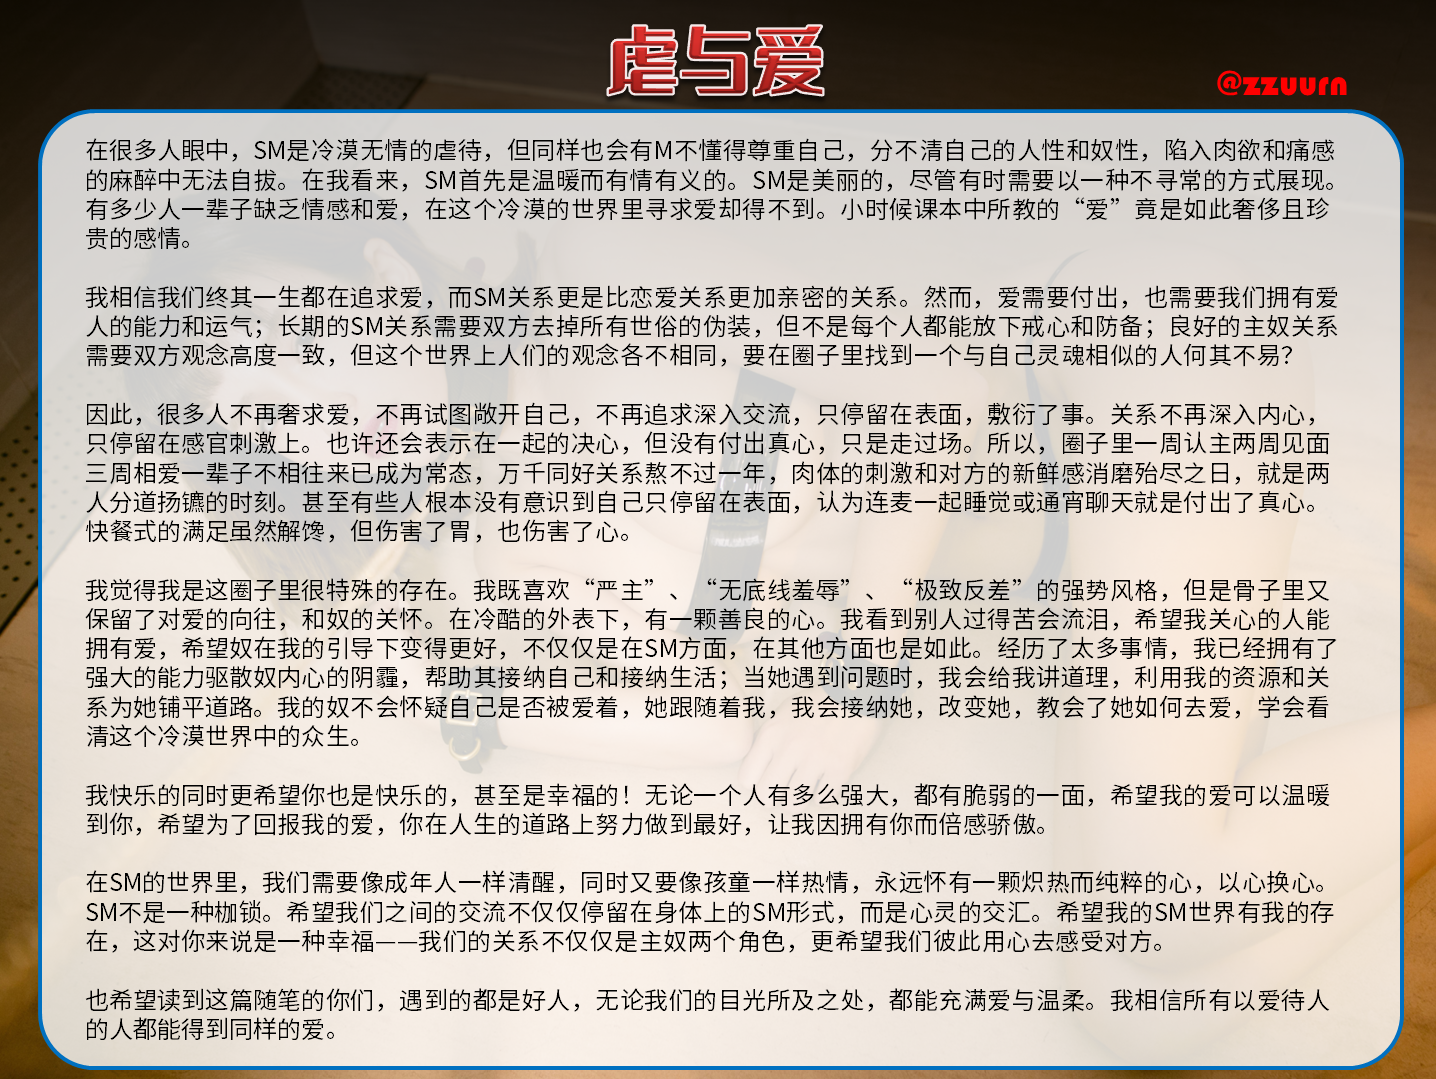 虐与爱
@zzuurn
在很多人眼中，SM是冷漠无情的虐待，但同样也会有M不懂得尊重自己，分不清自己的人性和奴性，陷入肉欲和痛感
的麻醉中无法自拔。在我看来，SM首先是温暖而有情有义的。SM是美丽的，尽管有时需要以一种不寻常的方式展现。
有多少人一辈子缺乏情感和爱，在这个冷漠的世界里寻求爱却得不到。小时候课本中所教的“爱”竟是如此奢侈且珍
贵的感情。
我相信我们终其一生都在追求爱，而SM关系更是比恋爱关系更加亲密的关系。然而，爱需要付出，也需要我们拥有爱
人的能力和运气；长期的SM关系需要双方去掉所有世俗的伪装，但不是每个人都能放下戒心和防备；良好的主奴关系
需要双方观念高度一致，但这个世界上人们的观念各不相同，要在圈子里找到一个与自己灵魂相似的人何其不易？
因此，很多人不再奢求爱，不再试图敞开自己，不再追求深入交流，只停留在表面，敷衍了事。关系不再深入内心，
只停留在感官刺激上。也许还会表示在一起的决心，但没有付出真心，只是走过场。所以，圈子里一周认主两周见面
三周相爱一辈子不相往来已成为常态，万千同好关系熬不过一年，肉体的刺激和对方的新鲜感消磨殆尽之日，就是两
人分道扬镳的时刻。甚至有些人根本没有意识到自己只停留在表面，认为连麦一起睡觉或通宵聊天就是付出了真心。
快餐式的满足虽然解馋，但伤害了胃，也伤害了心。
我觉得我是这圈子里很特殊的存在。我既喜欢“严主”、“无底线羞辱”、“极致反差”的强势风格，但是骨子里又
保留了对爱的向往，和奴的关怀。在冷酷的外表下，有一颗善良的心。我看到别人过得苦会流泪，希望我关心的人能
拥有爱，希望奴在我的引导下变得更好，不仅仅是在SM方面，在其他方面也是如此。经历了太多事情，我已经拥有了
强大的能力驱散奴内心的阴霾，帮助其接纳自己和接纳生活；当她遇到问题时，我会给我讲道理，利用我的资源和关
系为她铺平道路。我的奴不会怀疑自己是否被爱着，她跟随着我，我会接纳她，改变她，教会了她如何去爱，学会看
清这个冷漠世界中的众生。
我快乐的同时更希望你也是快乐的，甚至是幸福的！无论一个人有多么强大，都有脆弱的一面，希望我的爱可以温暖
到你，希望为了回报我的爱，你在人生的道路上努力做到最好，让我因拥有你而倍感骄傲。
在SM的世界里，我们需要像成年人一样清醒，同时又要像孩童一样热情，永远怀有一颗炽热而纯粹的心，以心换心。
SM不是一种枷锁。希望我们之间的交流不仅仅停留在身体上的SM形式，而是心灵的交汇。希望我的SM世界有我的存
在，这对你来说是一种幸福——我们的关系不仅仅是主奴两个角色，更希望我们彼此用心去感受对方。
也希望读到这篇随笔的你们，遇到的都是好人，无论我们的目光所及之处，都能充满爱与温柔。我相信所有以爱待人
的人都能得到同样的爱。